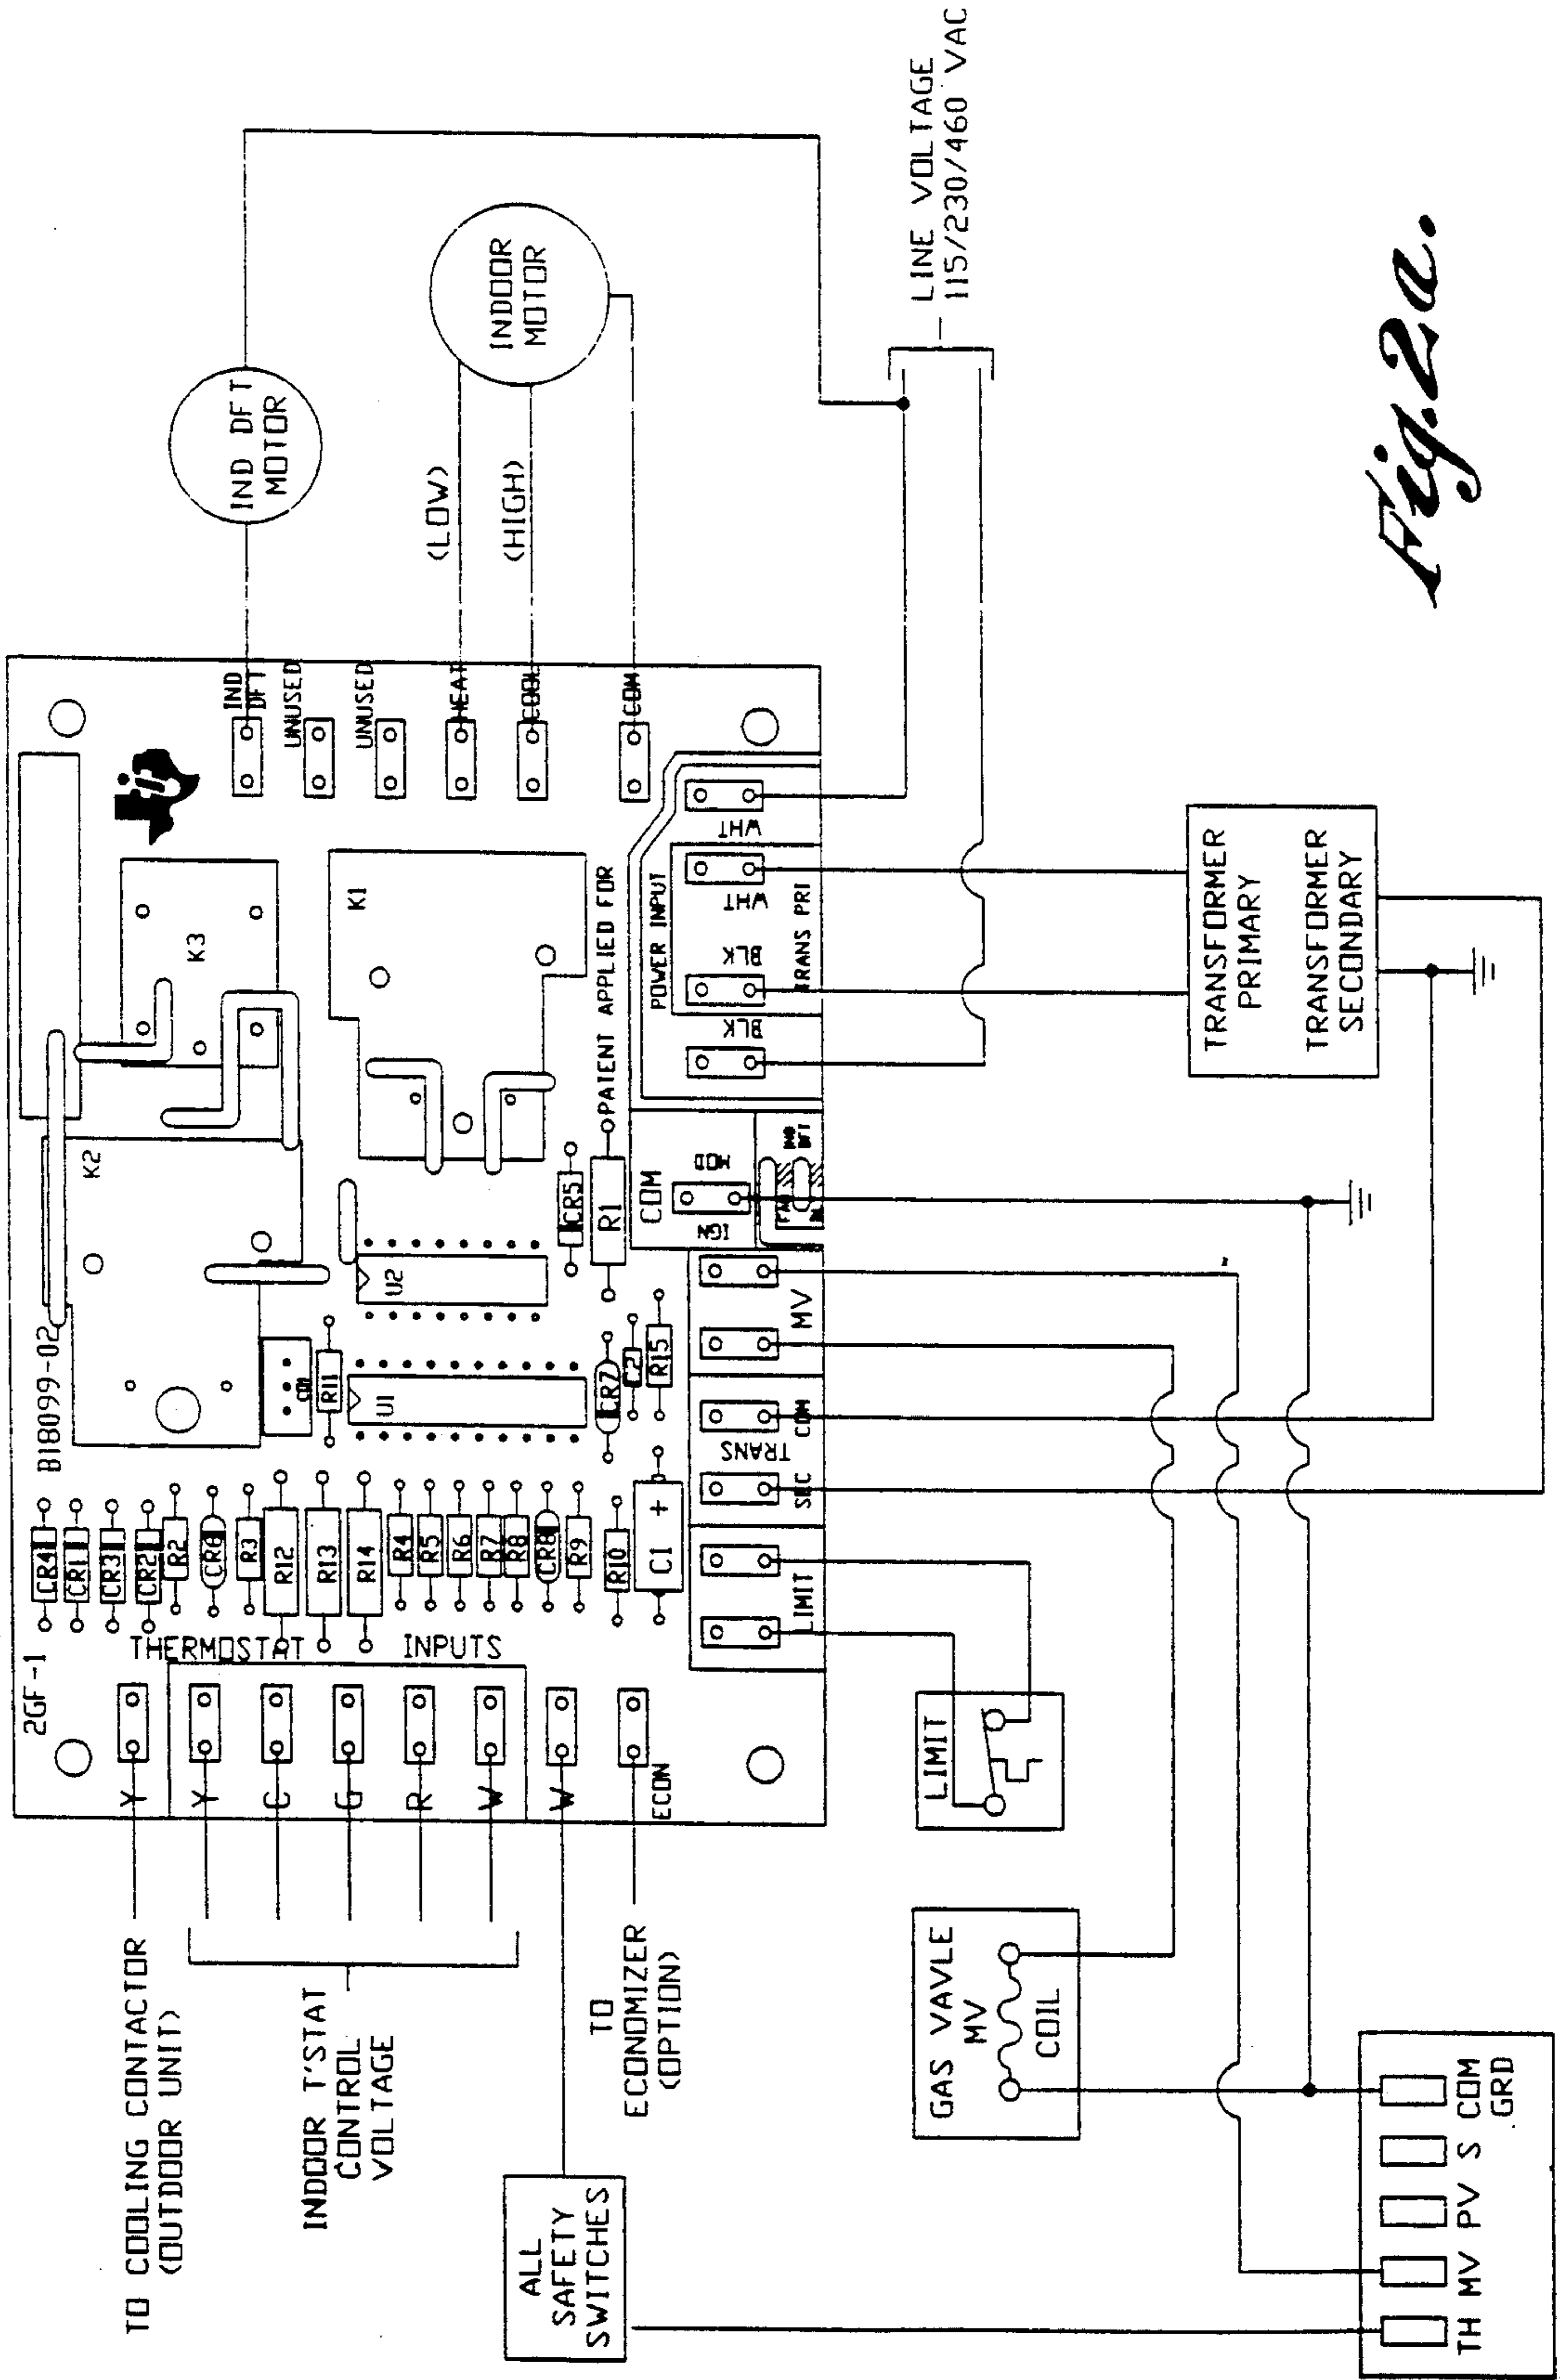 TO COOLING CONTACTOR
(OUTDOOR UNIT)
INDOOR T'STAT
CONTROL
VOLTAGE
ALL
SAFETY
SWITCHES
TO
ECONOMIZER
(OPTION)
2GF-1
B18099-02
Y
Y
C
G
R
W
W
ECON
THERMOSTAT INPUTS
CR4
CR1
CR3
CR2
R2
CR6
R3
R12
R13
R14
R4
R5
R6
R7
R8
CR8
R9
R10
C1 +
K2
K3
K1
R11
U1
U2
CR7
C2
R15
CR5
R1
PATENT APPLIED FOR
IND
DFT
UNUSED
UNUSED
HEAT
COOL
COM
IND DFT
MOTOR
(LOW)
(HIGH)
INDOOR
MOTOR
LIMIT
SEC
TRANS
COM
MV
COM
IGN
MOD
IND
DFT
BLK
BLK
WHT
WHT
POWER INPUT
TRANS PRI
LINE VOLTAGE
115/230/460 VAC
LIMIT
GAS VAVLE
MV
COIL
TRANSFORMER
PRIMARY
TRANSFORMER
SECONDARY
TH MV PV S COM
GRD
Fig.2a.